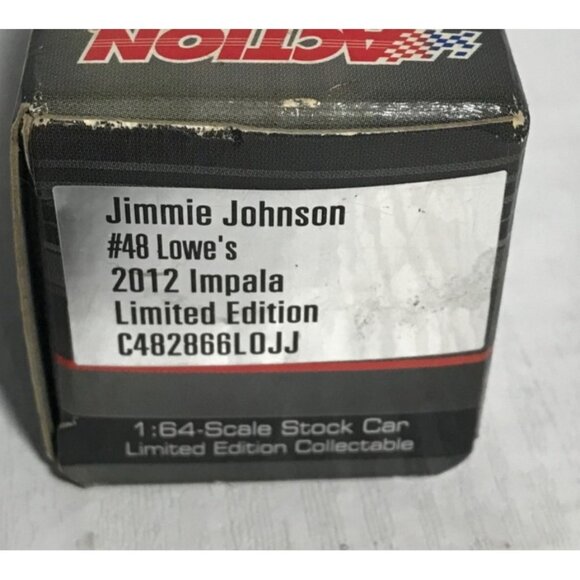 ACTION
Jimmie Johnson
#48 Lowe's
2012 Impala
Limited Edition
C482866LOJJ
1:64-Scale Stock Car
Limited Edition Collectable